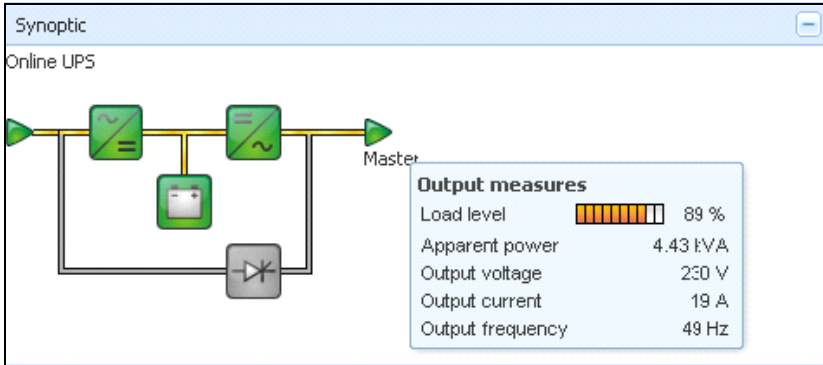 Synoptic
Online UPS
Master
Output measures
Load level 89 %
Apparent power 4.43 kVA
Output voltage 230 V
Output current 19 A
Output frequency 49 Hz